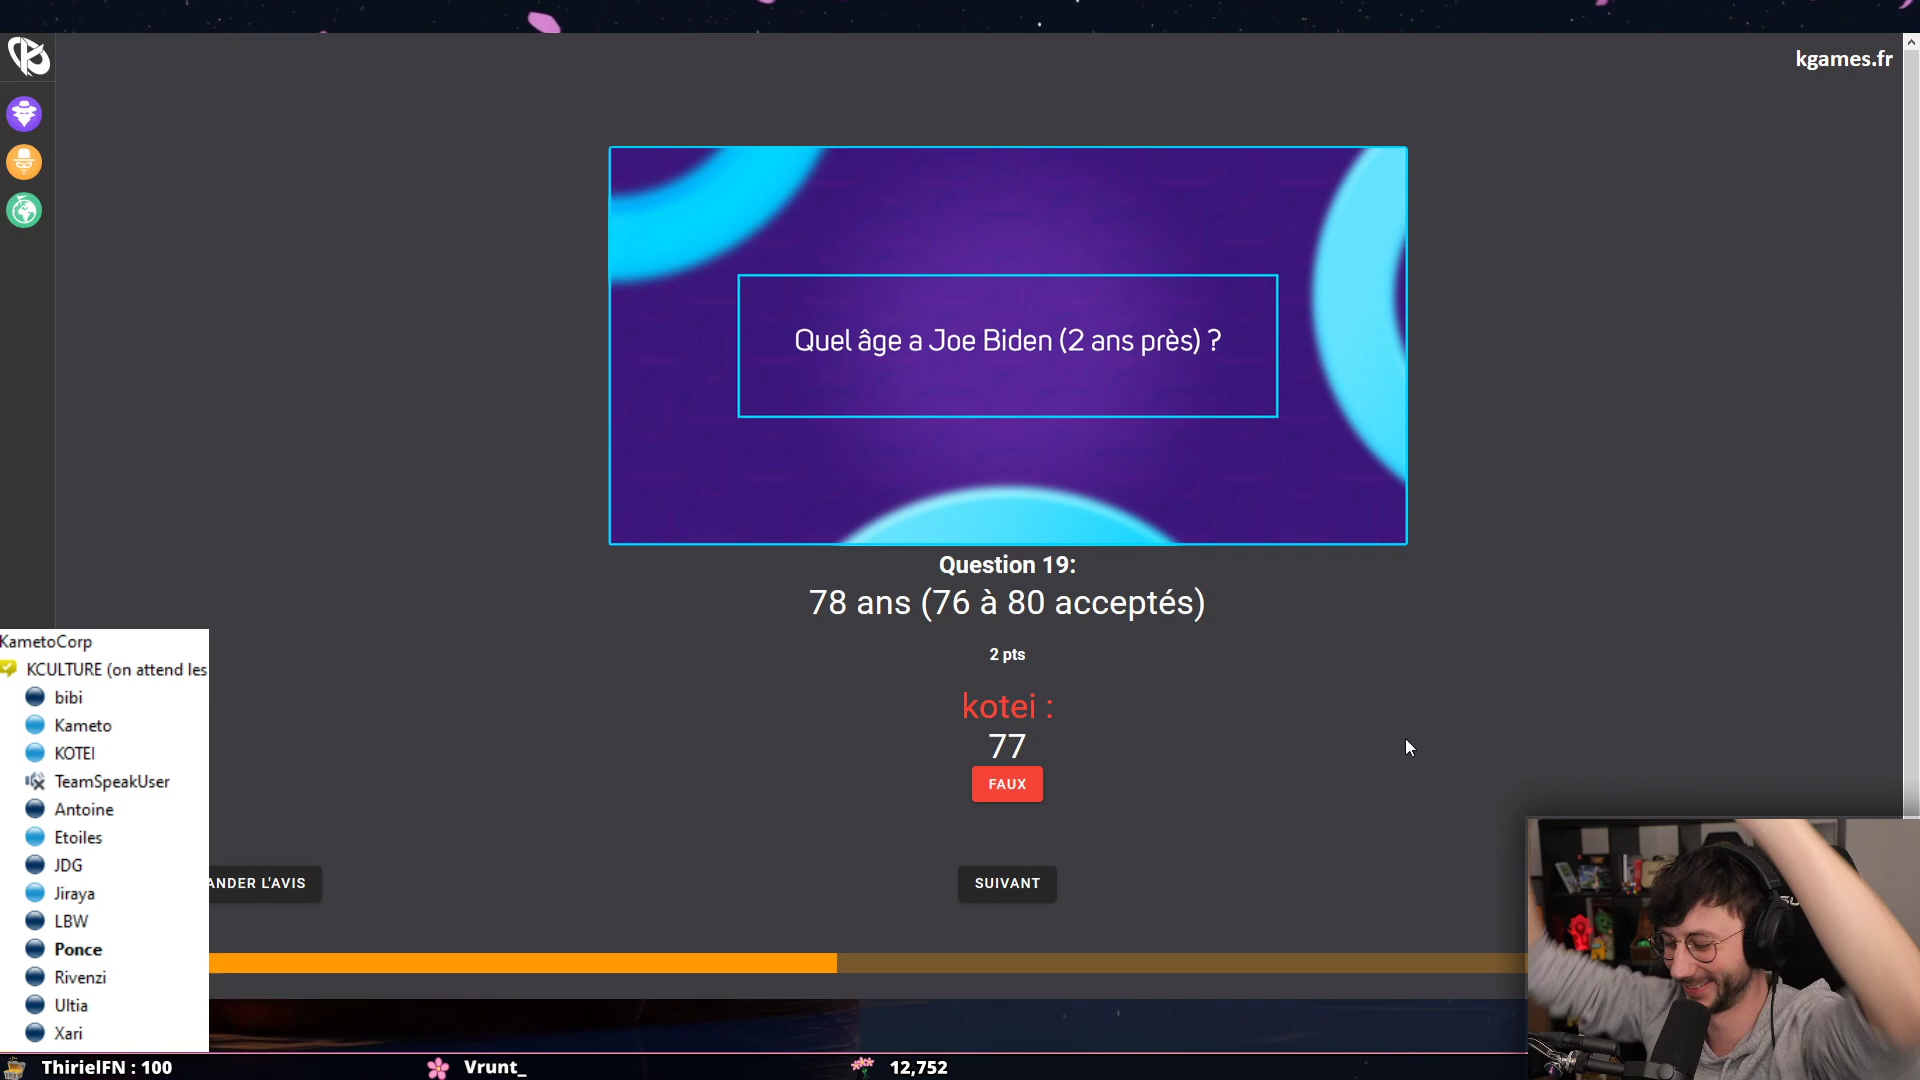 kgames.fr
Quel âge a Joe Biden (2 ans près) ?
Question 19:
78 ans (76 à 80 acceptés)
2 pts
kotei :
77
FAUX
ANDER L'AVIS
SUIVANT
KametoCorp
KCULTURE (on attend les
bibi
Kameto
KOTEI
TeamSpeakUser
Antoine
Etoiles
JDG
Jiraya
LBW
Ponce
Rivenzi
Ultia
Xari
ThirielFN : 100
Vrunt_
12,752